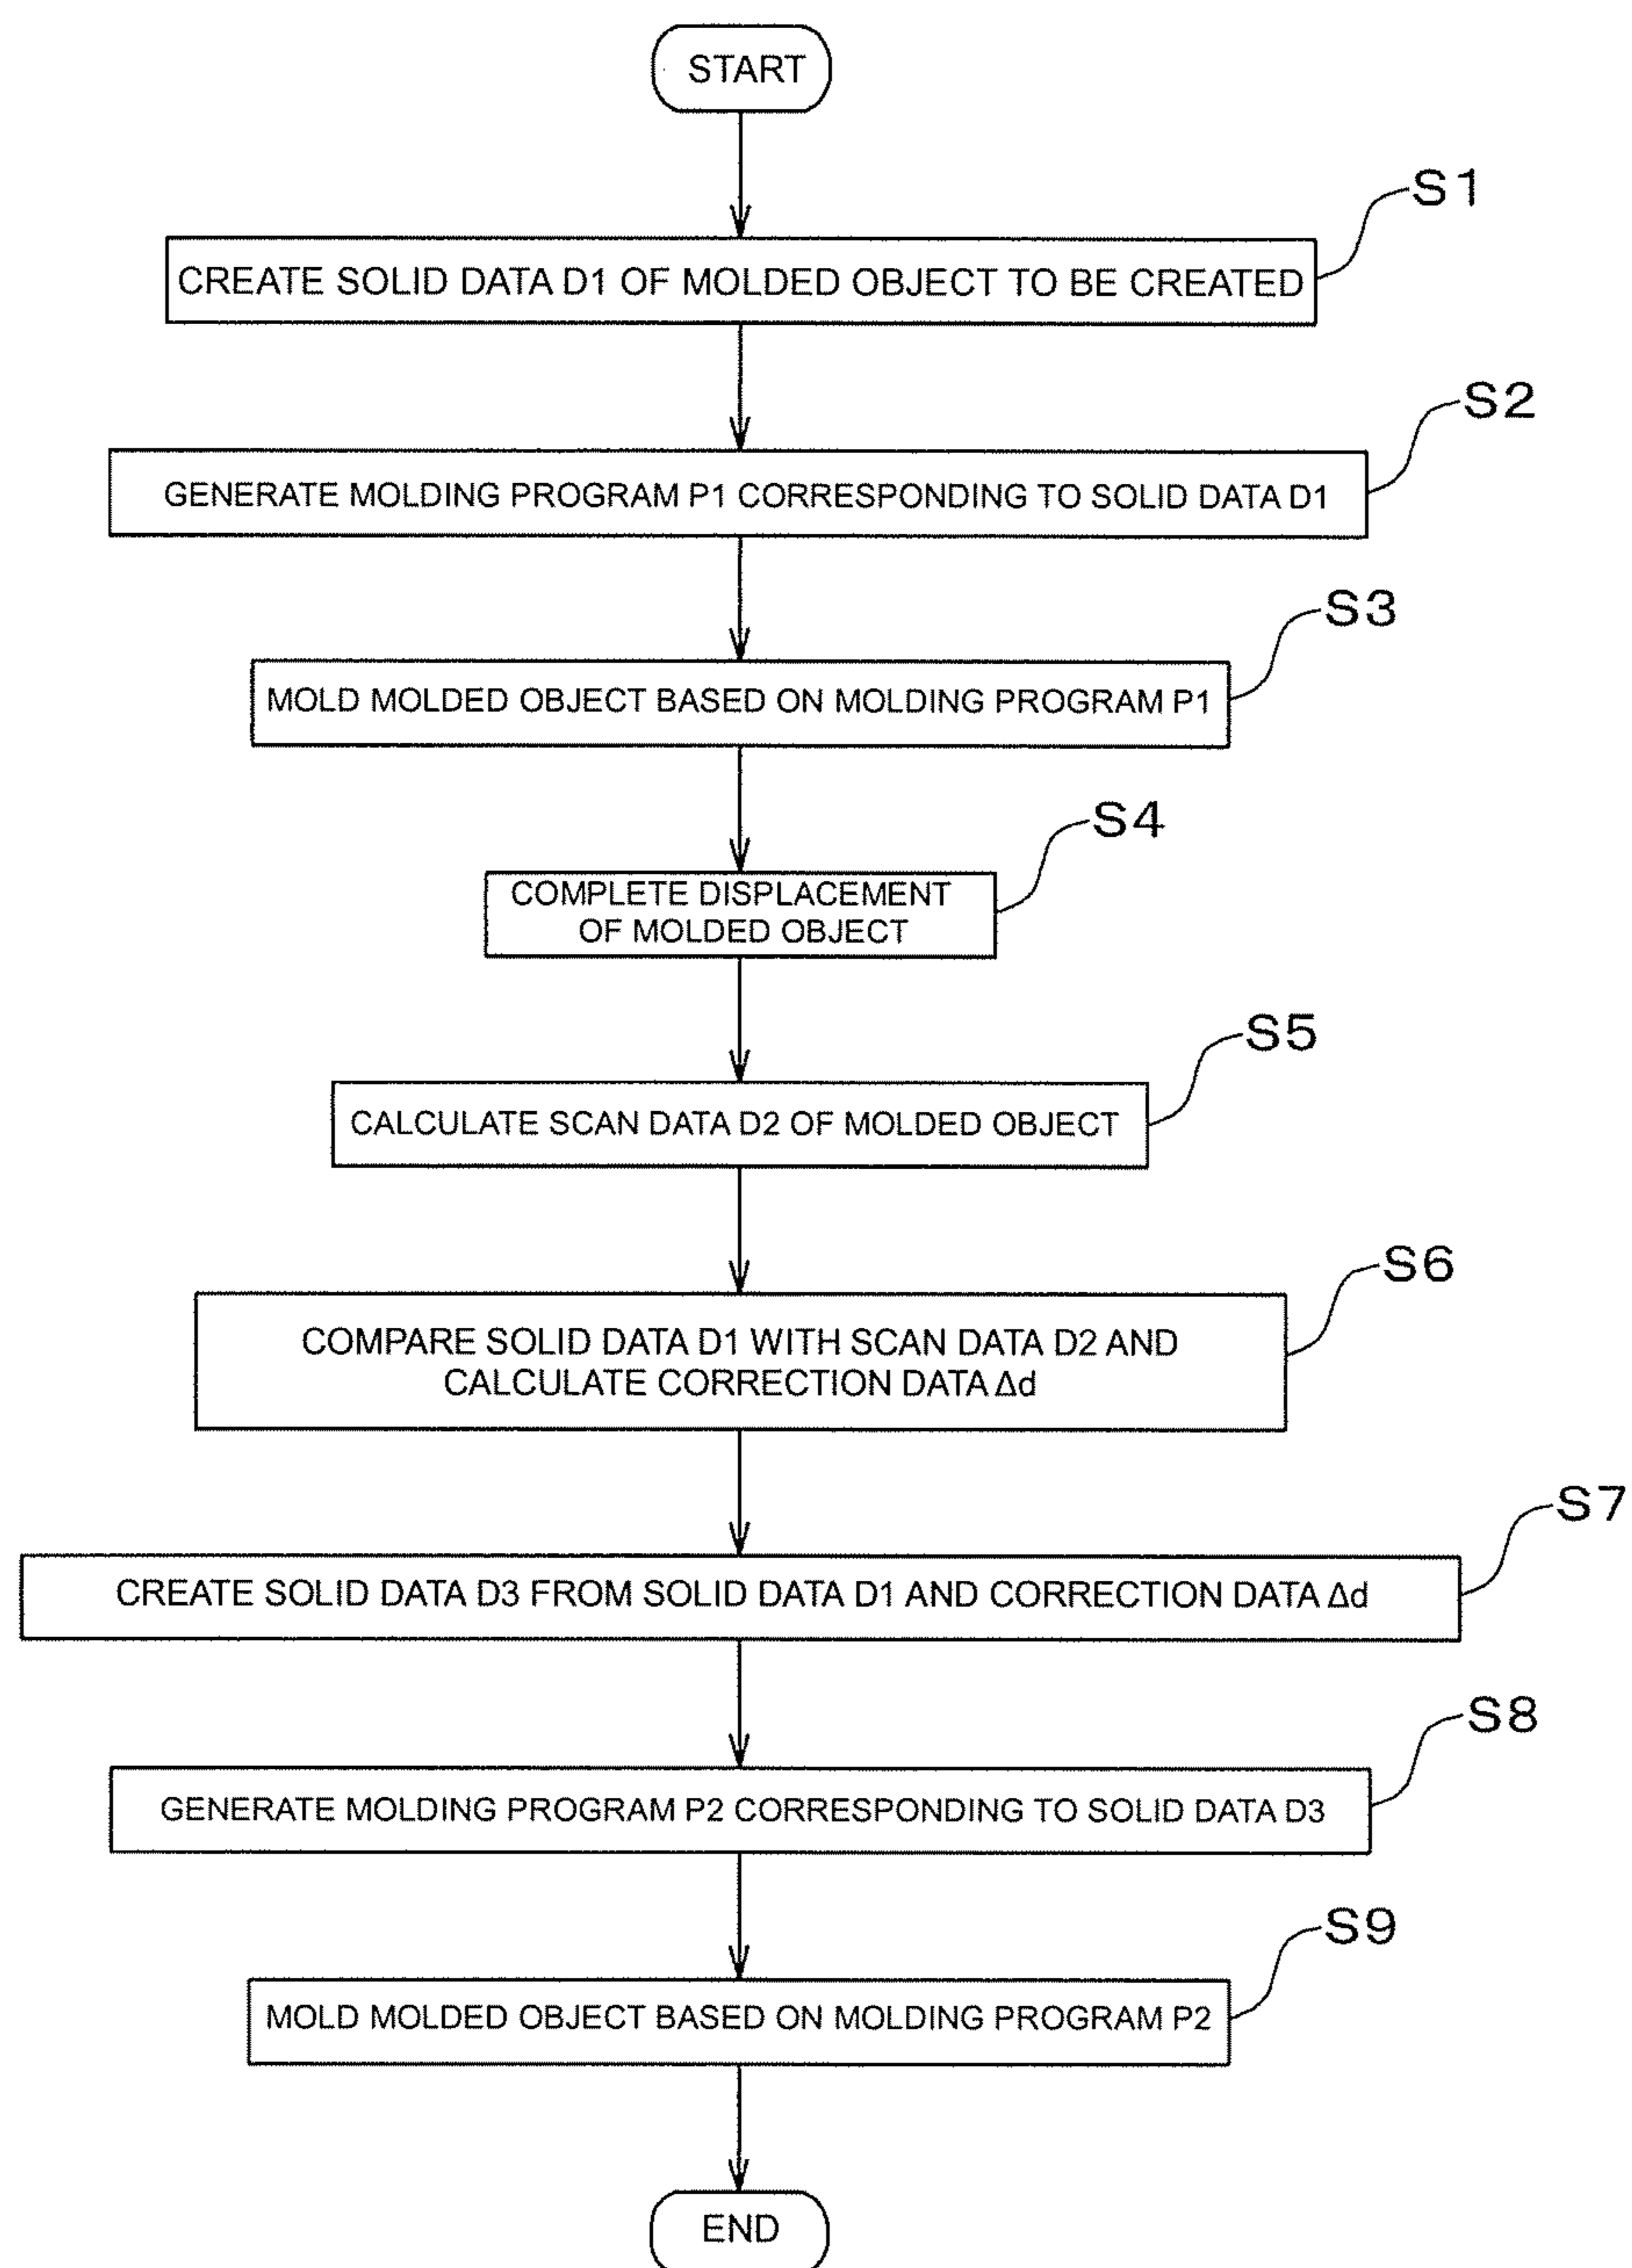 START
S1
CREATE SOLID DATA D1 OF MOLDED OBJECT TO BE CREATED
S2
GENERATE MOLDING PROGRAM P1 CORRESPONDING TO SOLID DATA D1
S3
MOLD MOLDED OBJECT BASED ON MOLDING PROGRAM P1
S4
COMPLETE DISPLACEMENT
OF MOLDED OBJECT
S5
CALCULATE SCAN DATA D2 OF MOLDED OBJECT
S6
COMPARE SOLID DATA D1 WITH SCAN DATA D2 AND
CALCULATE CORRECTION DATA Δd
S7
CREATE SOLID DATA D3 FROM SOLID DATA D1 AND CORRECTION DATA Δd
S8
GENERATE MOLDING PROGRAM P2 CORRESPONDING TO SOLID DATA D3
S9
MOLD MOLDED OBJECT BASED ON MOLDING PROGRAM P2
END